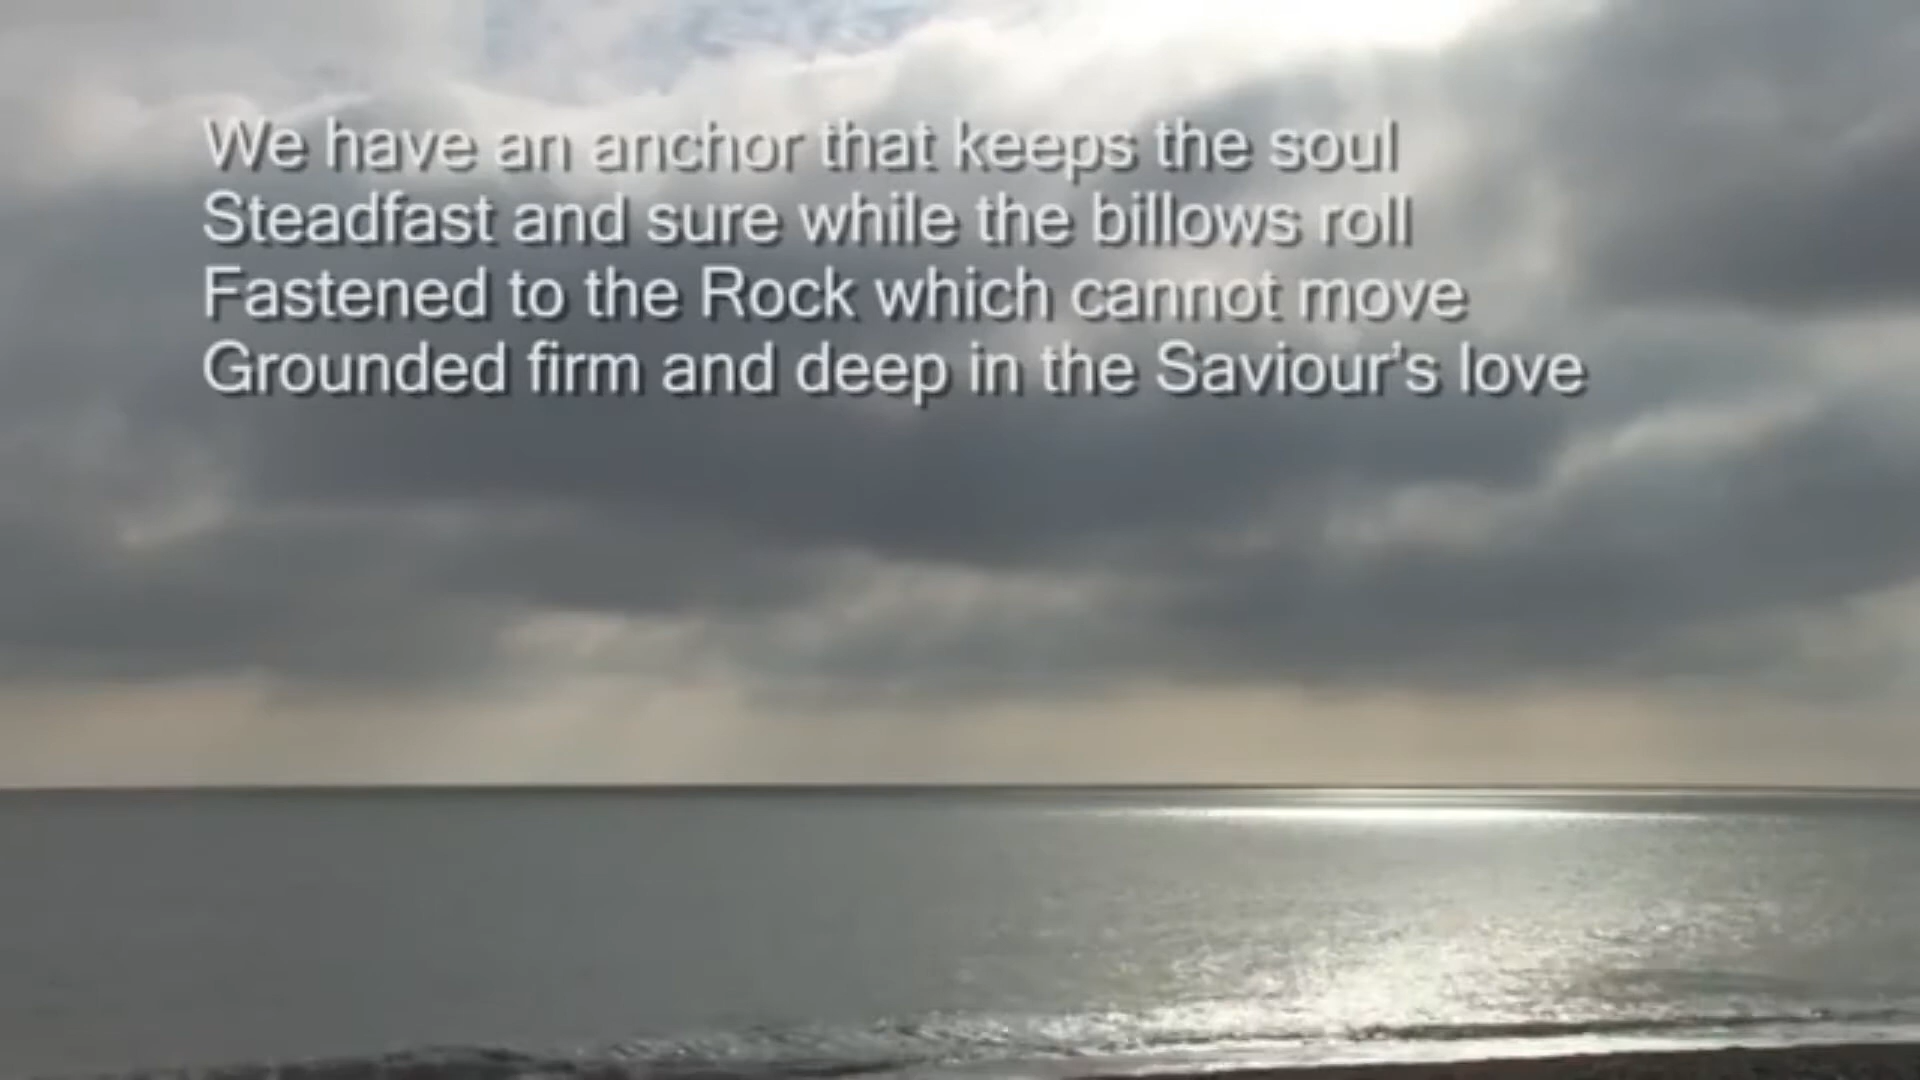 We have an anchor that keeps the soul
Steadfast and sure while the billows roll
Fastened to the Rock which cannot move
Grounded firm and deep in the Saviour’s love